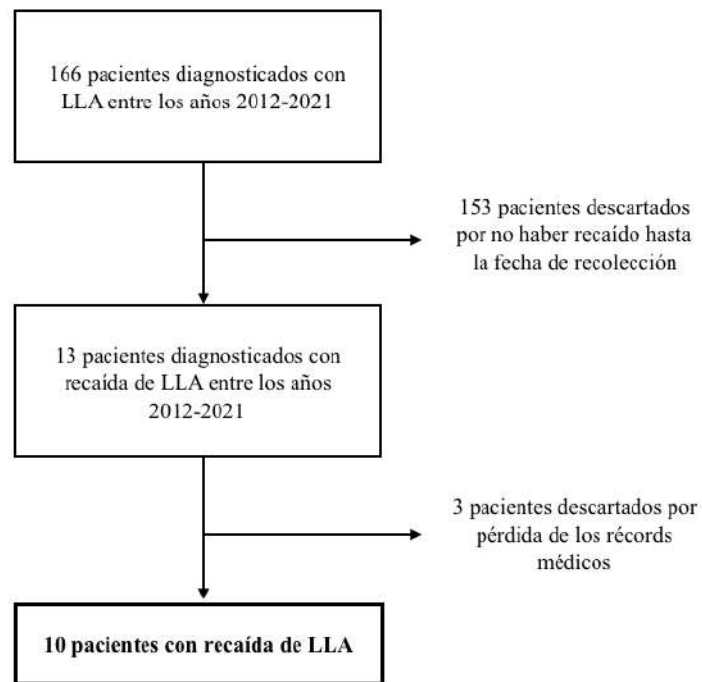 166 pacientes diagnosticados con
LLA entre los años 2012-2021
153 pacientes descartados
por no haber recaído hasta
la fecha de recolección
13 pacientes diagnosticados con
recaída de LLA entre los años
2012-2021
3 pacientes descartados por
pérdida de los récords
médicos
10 pacientes con recaída de LLA